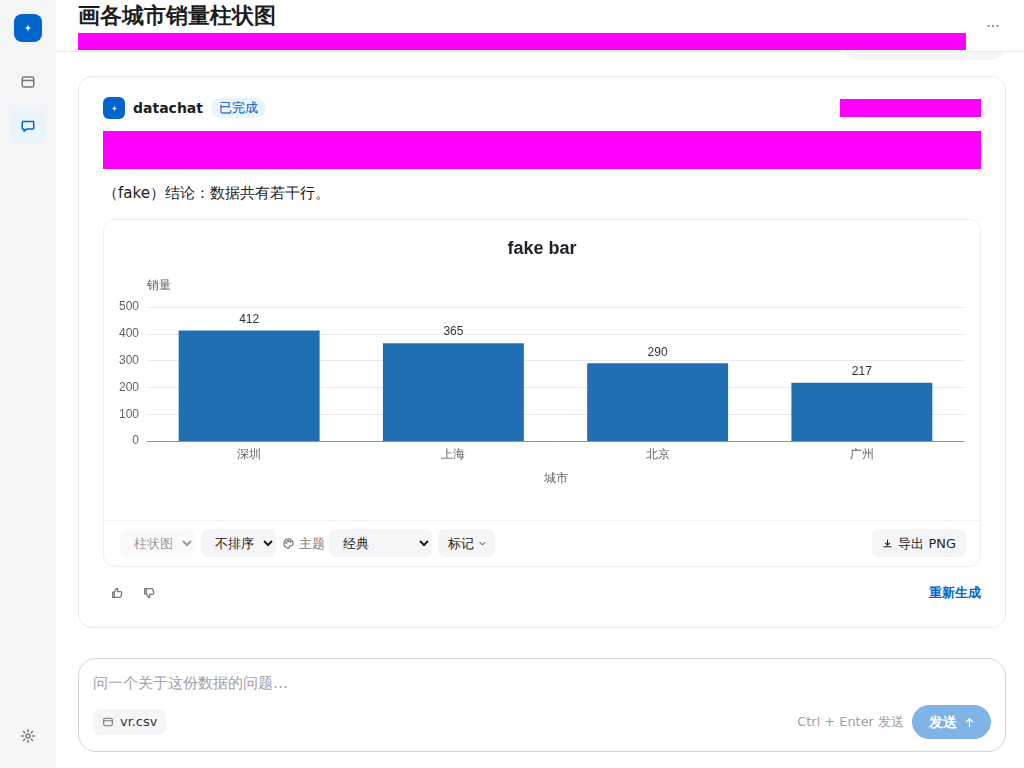 画各城市销量柱状图
datachat 已完成
（fake）结论：数据共有若干行。
fake bar
销量
500
400
300
200
100
0
412
365
290
217
深圳 上海 北京 广州
城市
柱状图 不排序 主题 经典 标记 导出 PNG
重新生成
问一个关于这份数据的问题…
vr.csv Ctrl + Enter 发送 发送